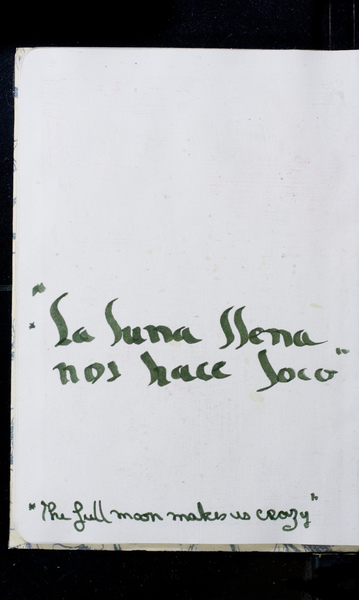 "La luna llena
nos hace loco"
"The full moon makes us crazy"